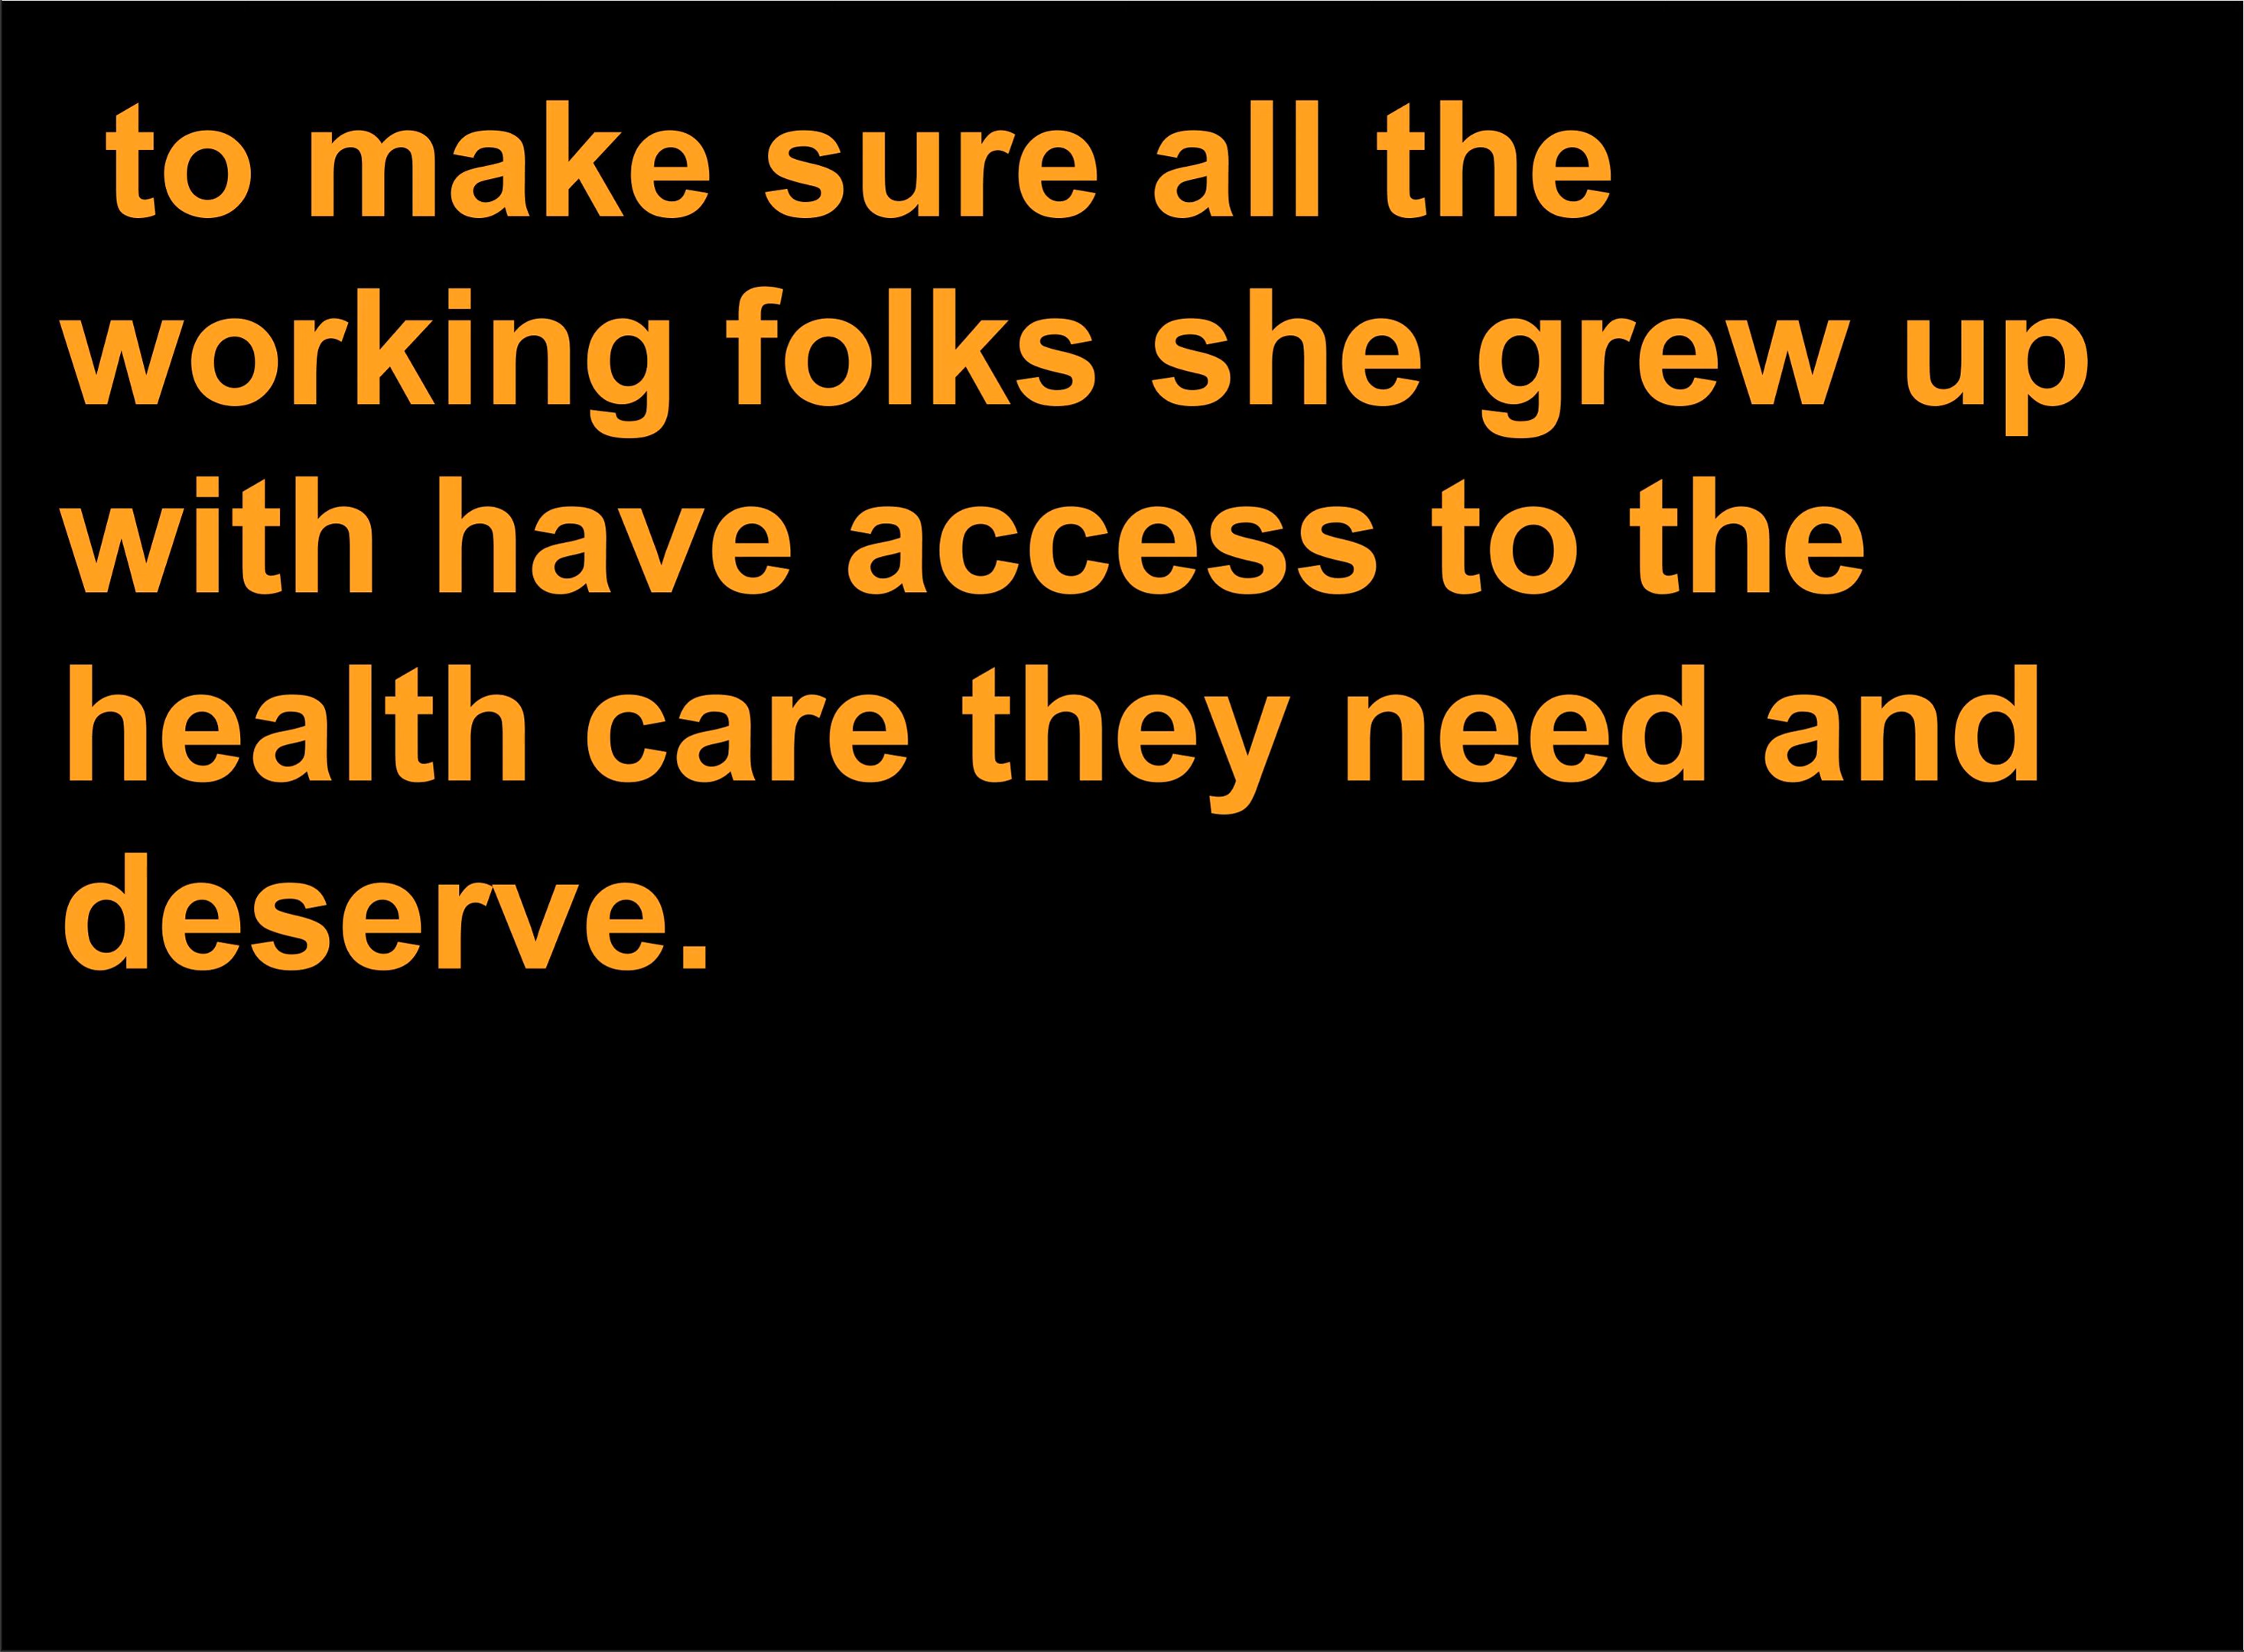 to make sure all the
working folks she grew up
with have access to the
health care they need and
deserve.